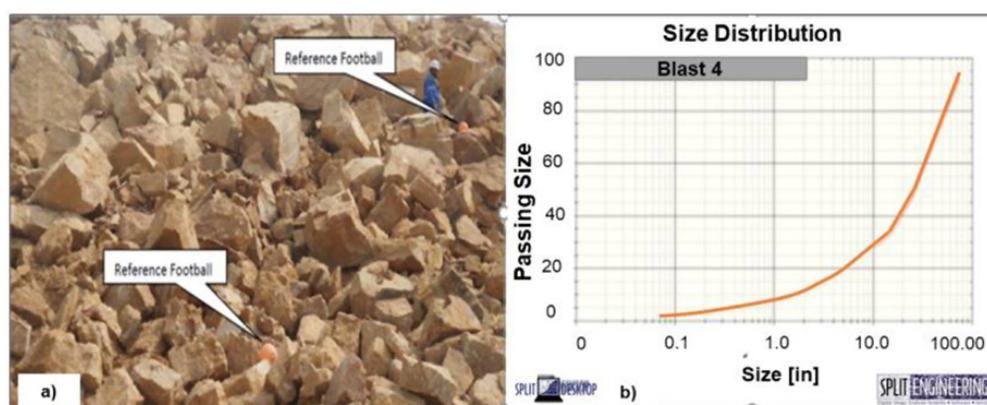 Reference Football
Reference Football
a)
Size Distribution
Blast 4
Passing Size
100
80
60
40
20
0
0 0.1 1.0 10.0 100.00
Size [in]
SPLIT DESKTOP
b)
SPLIT ENGINEERING